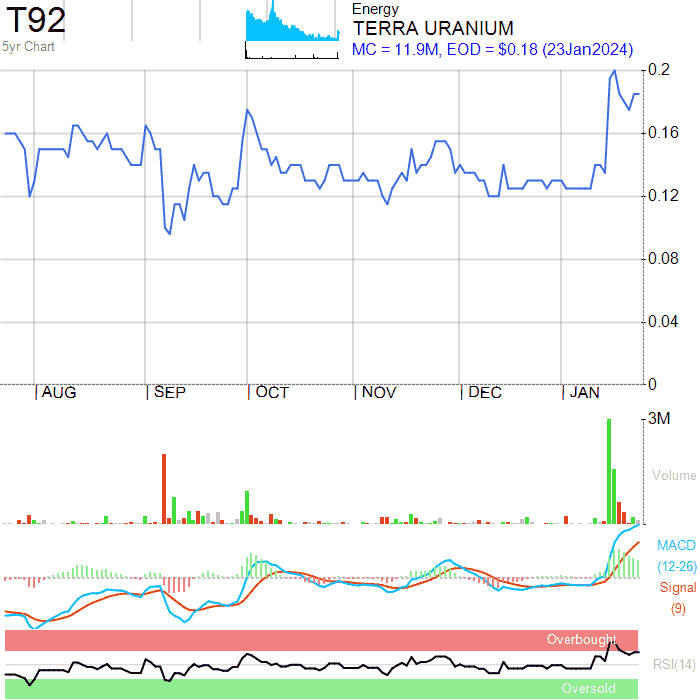 T92
5yr Chart
Energy
TERRA URANIUM
MC = 11.9M, EOD = $0.18 (23Jan2024)
0.2
0.16
0.12
0.08
0.04
0
AUG SEP OCT NOV DEC JAN
3M
Volume
MACD
(12-26)
Signal
(9)
Overbought
RSI(14)
Oversold